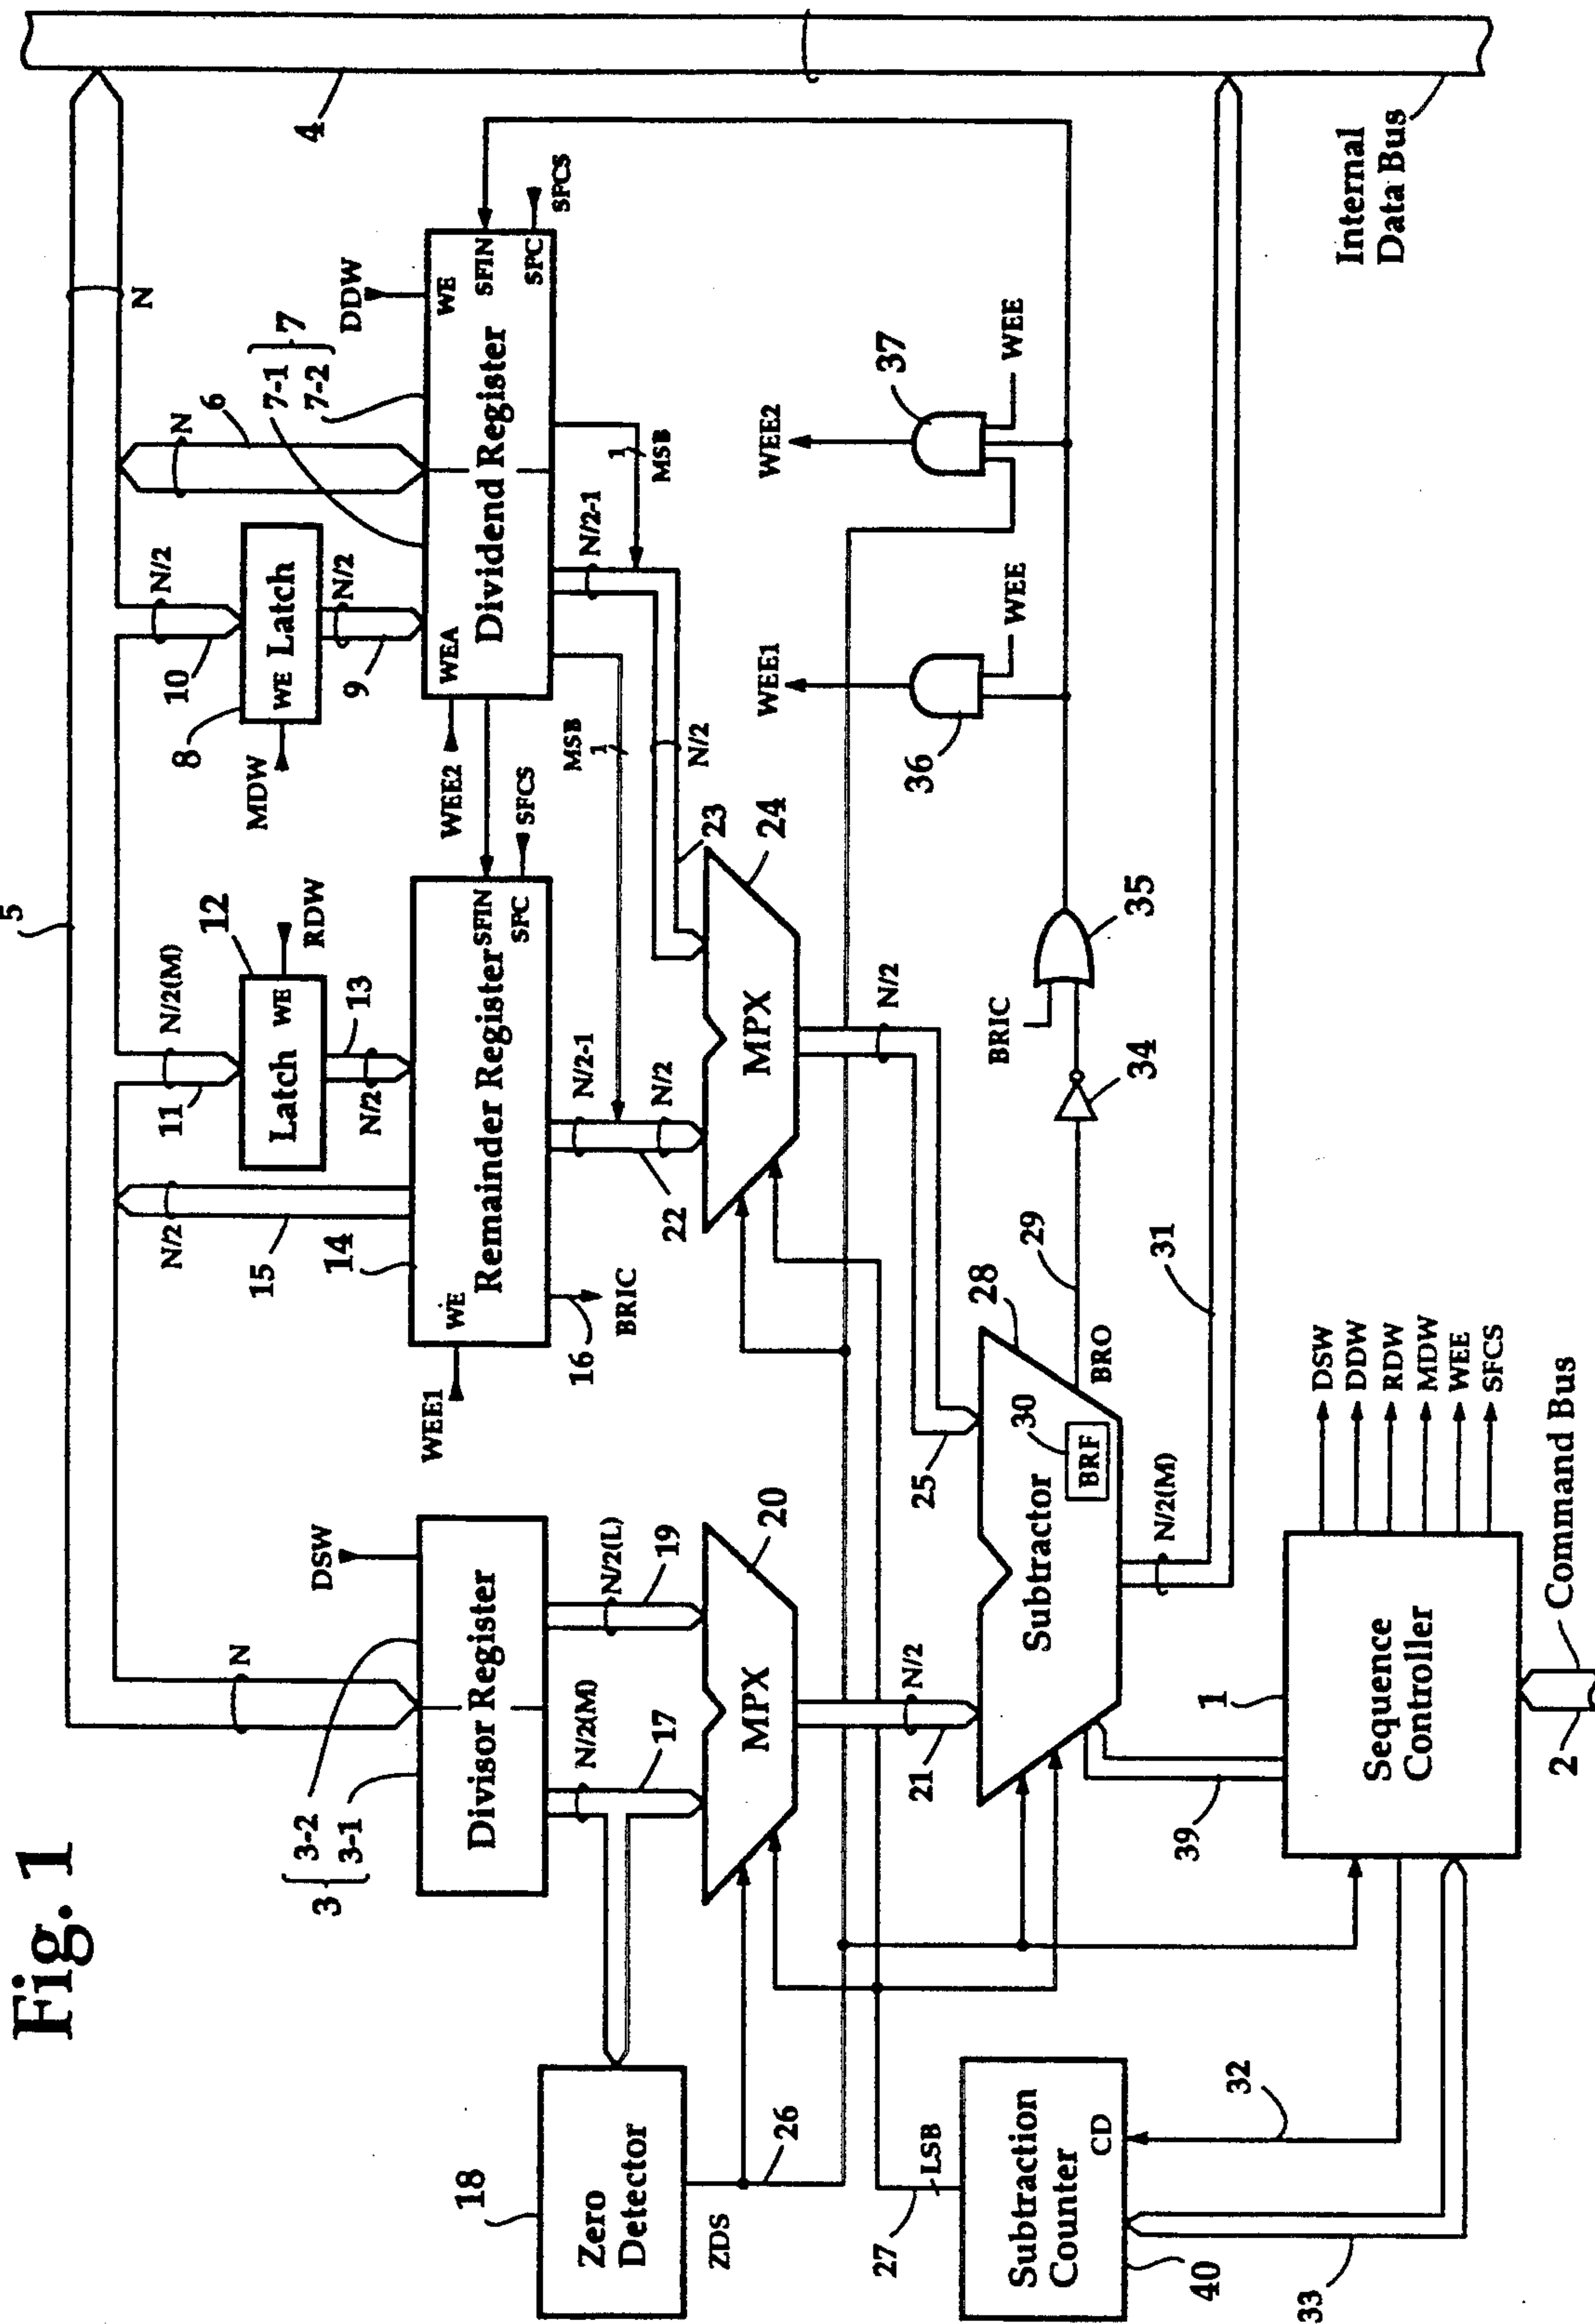 Fig. 1
5
N
4
Internal
Data Bus
3
3-2
3-1
N
DSW
Divisor Register
N/2(M)
17
N/2(L)
19
N/2
15
N/2(M)
11
12
Latch
WE
RDW
13
N/2
14
WEE1
WE
Remainder Register
SFIN
SFC
SFCS
16
BRIC
N/2-1
N/2
22
N/2
10
8
MDW
WE
Latch
N/2
9
N
6
7-1
7-2
7
DDW
WEE2
WEA
WE
Dividend Register
SFIN
SFC
SFCS
MSB
1
N/2-1
1
MSB
N/2
23
18
Zero
Detector
ZDS
26
MPX
20
MPX
24
N/2
21
N/2
25
WEE1
36
WEE
WEE2
37
WEE
28
Subtractor
30
BRF
BRO
29
34
BRIC
35
N/2(M)
31
27
LSB
Subtraction
Counter
CD
40
32
33
39
1
Sequence
Controller
DSW
DDW
RDW
MDW
WEE
SFCS
2
Command Bus